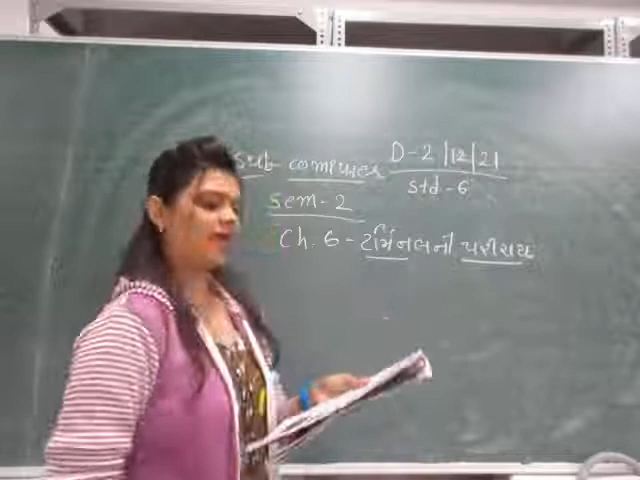 Sub- computer D-2/12/21
Std-6
Sem-2
Ch. 6 - ટર્મિનલની પરીચય